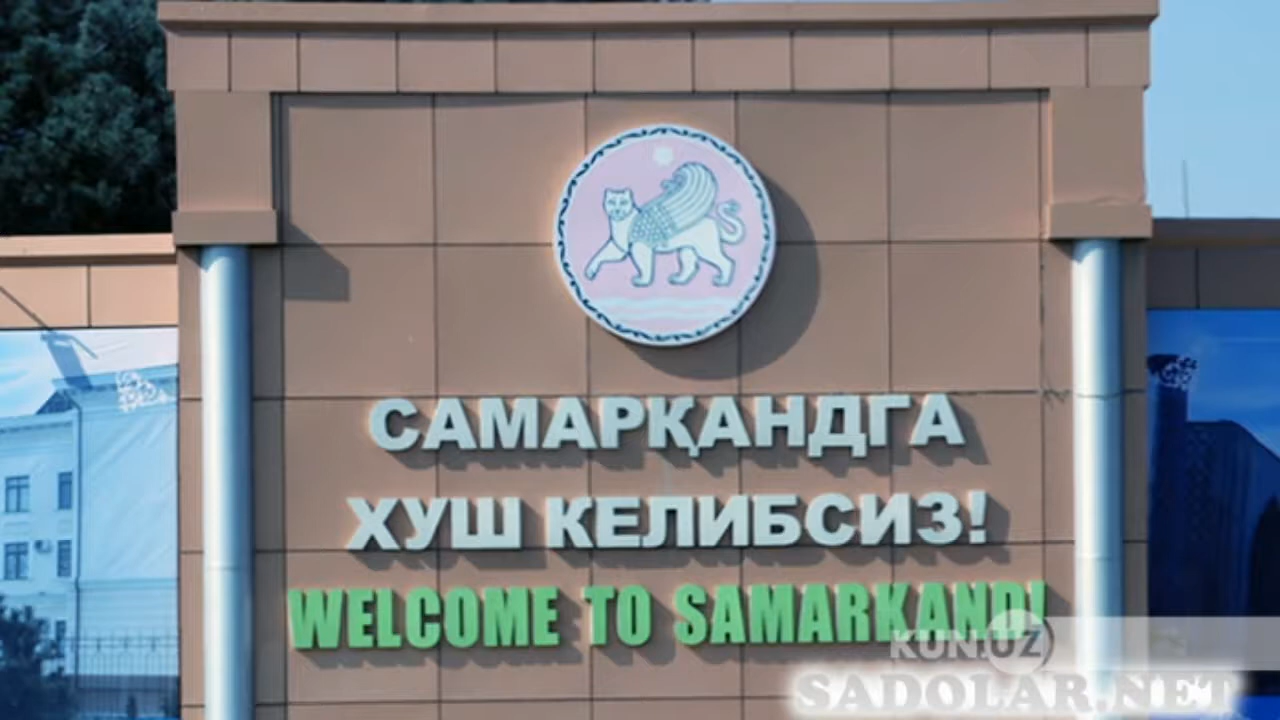 САМАРҚАНДГА
ХУШ КЕЛИБСИЗ!
WELCOME TO SAMARKAND!
KUN.UZ
SADOLAR.NET